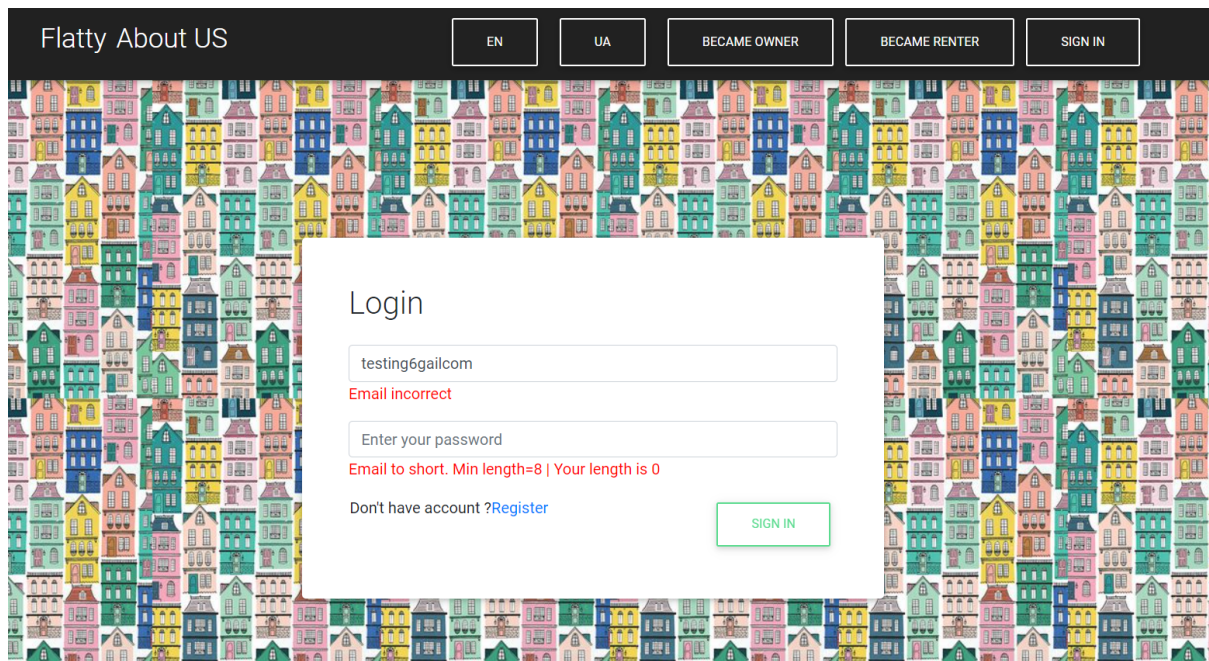 Flatty About US EN UA BECAME OWNER BECAME RENTER SIGN IN
Login
testing6gailcom
Email incorrect
Enter your password
Email to short. Min length=8 | Your length is 0
Don't have account ?Register
SIGN IN